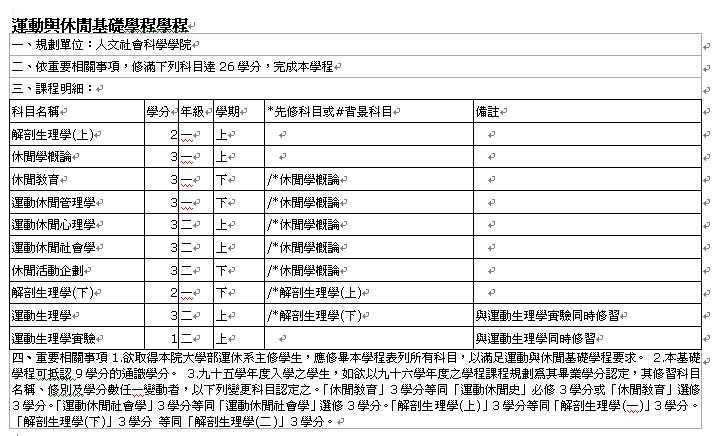 運動與休閒基礎學程學程
一、規劃單位：人文社會科學學院
二、依重要相關事項，修滿下列科目達 26 學分，完成本學程
三、課程明細：
科目名稱 學分 年級 學期 *先修科目或#背景科目 備註
解剖生理學(上) 2 一 上
休閒學概論 3 一 上
休閒教育 3 一 下 /*休閒學概論
運動休閒管理學 3 一 下 /*休閒學概論
運動休閒心理學 3 二 上 /*休閒學概論
運動休閒社會學 3 二 上 /*休閒學概論
休閒活動企劃 3 二 下 /*休閒學概論
解剖生理學(下) 2 一 下 /*解剖生理學(上)
運動生理學 3 二 上 /*解剖生理學(下) 與運動生理學實驗同時修習
運動生理學實驗 1 二 上 與運動生理學同時修習
四、重要相關事項 1.欲取得本院大學部運休系主修學生，應修畢本學程表列所有科目，以滿足運動與休閒基礎學程要求。 2.本基礎
學程可抵認 9 學分的通識學分。 3.九十五學年度入學之學生，如欲以九十六學年度之學程課程規劃為其畢業學分認定，其修習科目
名稱、修別及學分數任一變動者，以下列變更科目認定之。「休閒教育」3 學分等同「運動休閒史」必修 3 學分或「休閒教育」選修
3 學分。「運動休閒社會學」3 學分等同「運動休閒社會學」選修 3 學分。「解剖生理學(上)」3 學分等同「解剖生理學(一)」3 學分。
「解剖生理學(下)」3 學分 等同「解剖生理學(二)」3 學分。